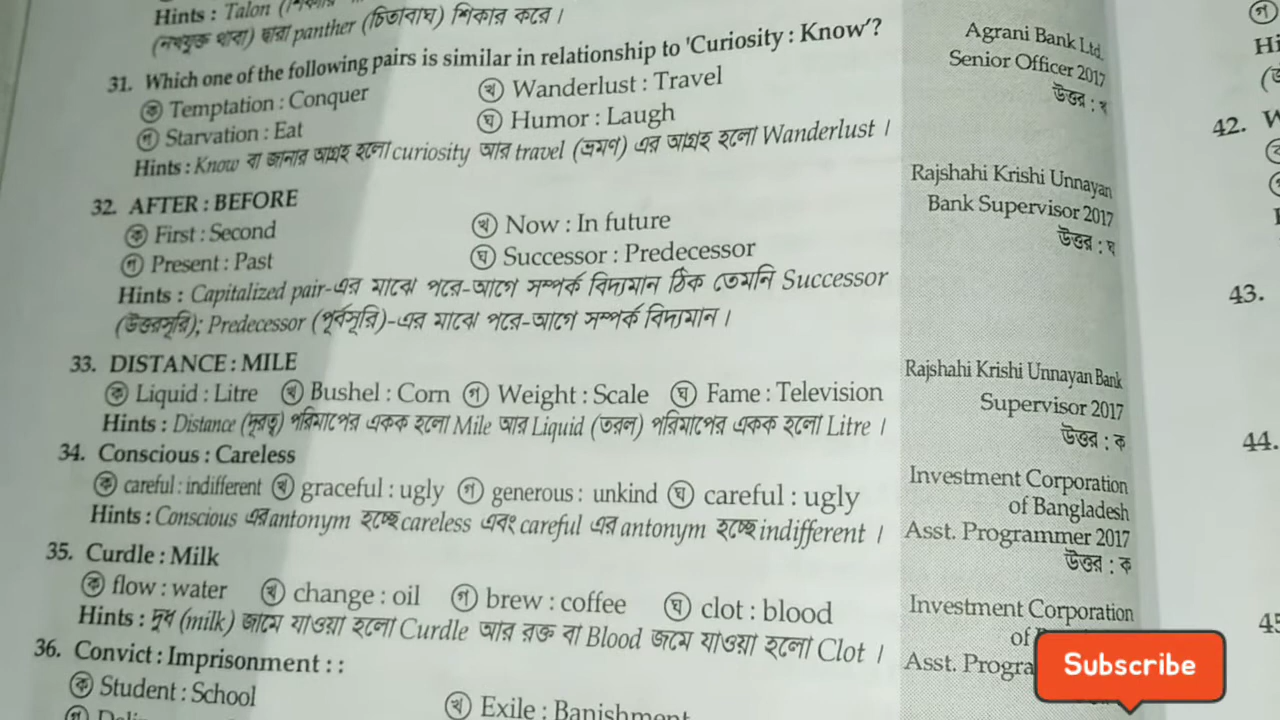 Hints : Talon
(নখযুক্ত থাবা) দ্বারা panther (চিতাবাঘ) শিকার করে।
31. Which one of the following pairs is similar in relationship to 'Curiosity : Know'?
Agrani Bank Ltd.
Senior Officer 2017
উত্তর : খ
ক Temptation : Conquer খ Wanderlust : Travel
গ Starvation : Eat ঘ Humor : Laugh
Hints : Know বা জানার আগ্রহ হলো curiosity আর travel (ভ্রমণ) এর আগ্রহ হলো Wanderlust ।
32. AFTER : BEFORE
Rajshahi Krishi Unnayan
Bank Supervisor 2017
উত্তর : ঘ
ক First : Second খ Now : In future
গ Present : Past ঘ Successor : Predecessor
Hints : Capitalized pair-এর মাঝে পরে-আগে সম্পর্ক বিদ্যমান ঠিক তেমনি Successor
(উত্তরসূরি); Predecessor (পূর্বসূরি)-এর মাঝে পরে-আগে সম্পর্ক বিদ্যমান।
33. DISTANCE : MILE
Rajshahi Krishi Unnayan Bank
Supervisor 2017
উত্তর : ক
ক Liquid : Litre খ Bushel : Corn গ Weight : Scale ঘ Fame : Television
Hints : Distance (দূরত্ব) পরিমাপের একক হলো Mile আর Liquid (তরল) পরিমাপের একক হলো Litre ।
34. Conscious : Careless
Investment Corporation
of Bangladesh
Asst. Programmer 2017
উত্তর : ক
ক careful : indifferent খ graceful : ugly গ generous : unkind ঘ careful : ugly
Hints : Conscious এর antonym হচ্ছে careless এবং careful এর antonym হচ্ছে indifferent ।
35. Curdle : Milk
Investment Corporation
of
Asst.
ক flow : water খ change : oil গ brew : coffee ঘ clot : blood
Hints : দুধ (milk) জমে যাওয়া হলো Curdle আর রক্ত বা Blood জমে যাওয়া হলো Clot ।
36. Convict : Imprisonment : :
ক Student : School খ Exile : Banishment
গ
42.
43.
44.
Subscribe